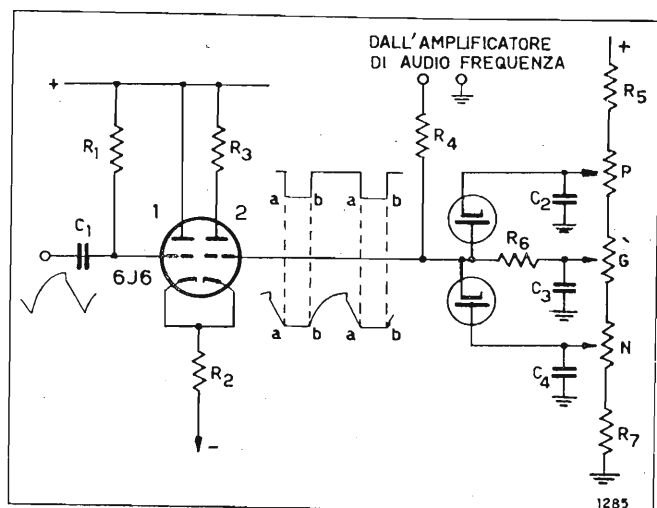 DALL'AMPLIFICATORE
DI AUDIO FREQUENZA
+
+
R5
R1
R3
R4
P
C1
1
2
a
b
a
b
C2
6J6
R6
G
C3
a
b
a
b
N
R2
C4
R7
-
1285